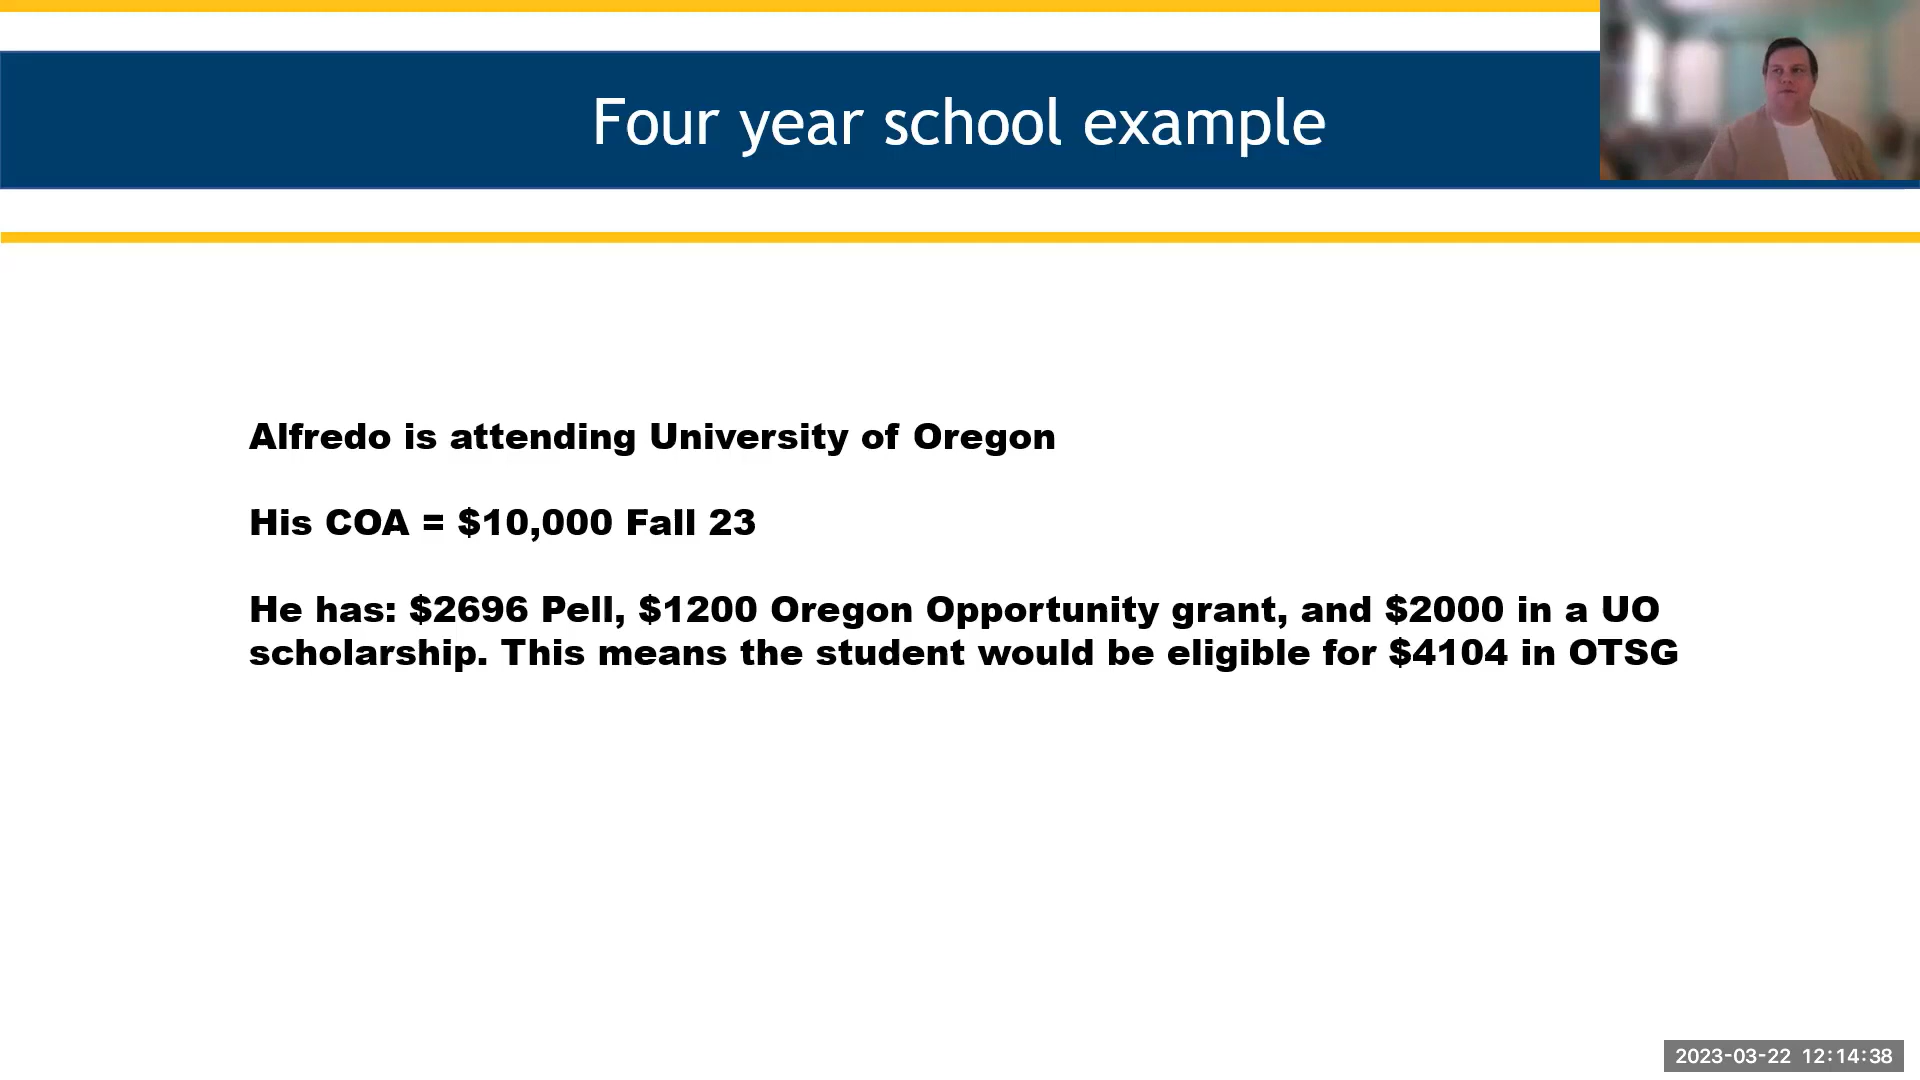 Four year school example
Alfredo is attending University of Oregon
His COA = $10,000 Fall 23
He has: $2696 Pell, $1200 Oregon Opportunity grant, and $2000 in a UO
scholarship. This means the student would be eligible for $4104 in OTSG
2023-03-22 12:14:38